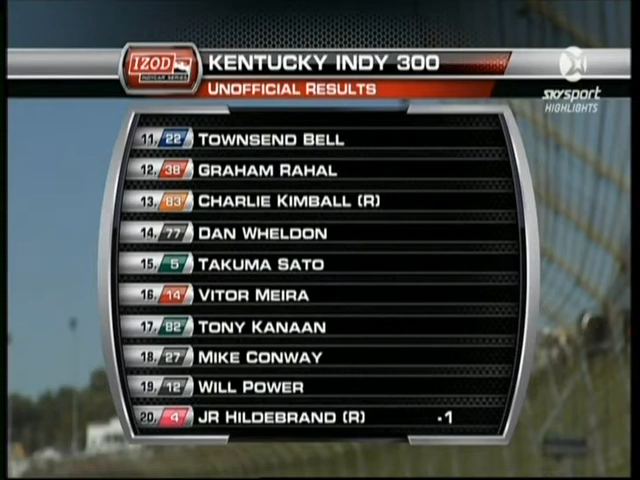 IZOD
INDYCAR SERIES
KENTUCKY INDY 300
UNOFFICIAL RESULTS
sky sport
HIGHLIGHTS
11. 22 TOWNSEND BELL
12. 38 GRAHAM RAHAL
13. 83 CHARLIE KIMBALL (R)
14. 77 DAN WHELDON
15. 5 TAKUMA SATO
16. 14 VITOR MEIRA
17. 82 TONY KANAAN
18. 27 MIKE CONWAY
19. 12 WILL POWER
20. 4 JR HILDEBRAND (R) -1